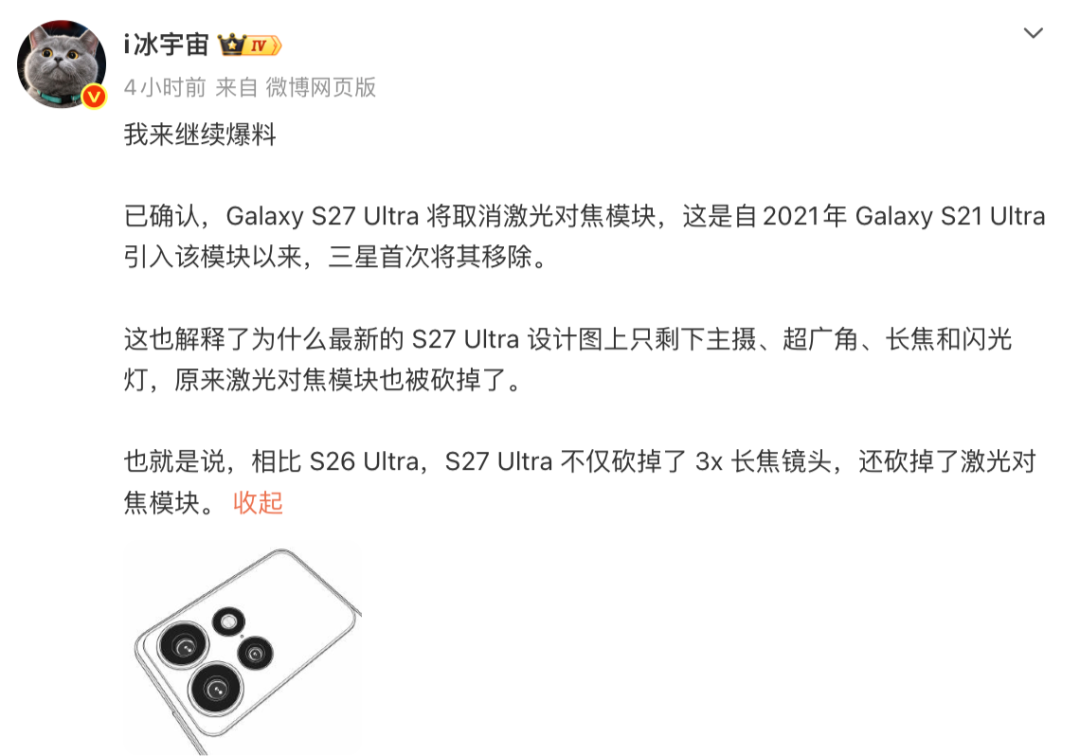 i冰宇宙 IV
4小时前 来自 微博网页版
我来继续爆料
已确认，Galaxy S27 Ultra 将取消激光对焦模块，这是自2021年 Galaxy S21 Ultra
引入该模块以来，三星首次将其移除。
这也解释了为什么最新的 S27 Ultra 设计图上只剩下主摄、超广角、长焦和闪光
灯，原来激光对焦模块也被砍掉了。
也就是说，相比 S26 Ultra，S27 Ultra 不仅砍掉了 3x 长焦镜头，还砍掉了激光对
焦模块。 收起